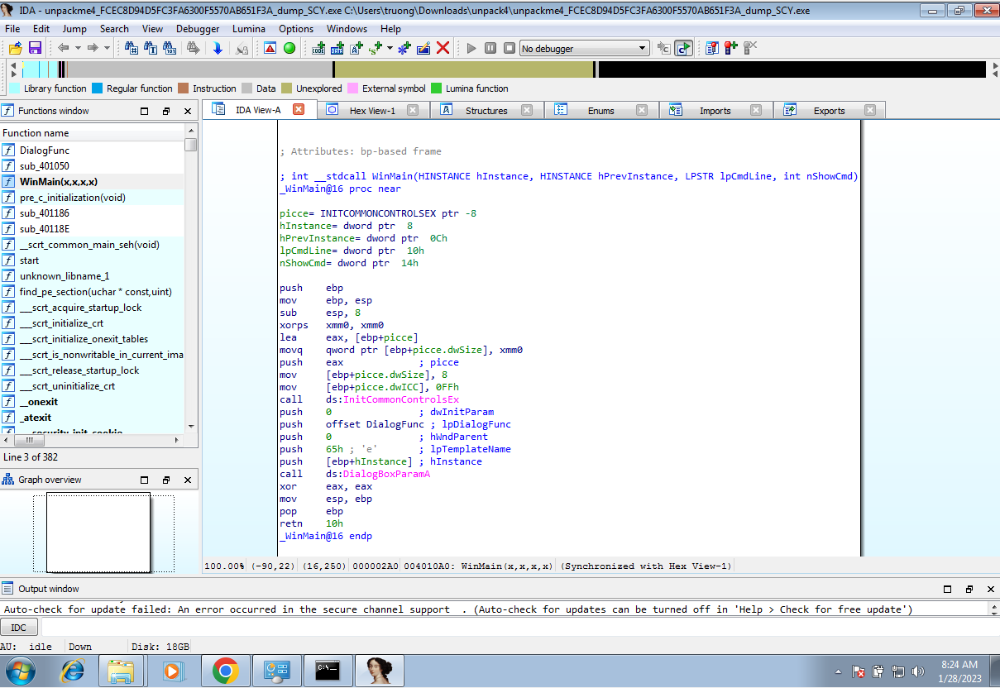 IDA - unpackme4_FCEC8D94D5FC3FA6300F5570AB651F3A_dump_SCY.exe C:\Users\truong\Downloads\unpack4\unpackme4_FCEC8D94D5FC3FA6300F5570AB651F3A_dump_SCY.exe
File Edit Jump Search View Debugger Lumina Options Windows Help
No debugger
Library function Regular function Instruction Data Unexplored External symbol Lumina function
Functions window
IDA View-A Hex View-1 Structures Enums Imports Exports
Function name
DialogFunc
sub_401050
WinMain(x,x,x,x)
pre_c_initialization(void)
sub_401186
sub_40118E
__scrt_common_main_seh(void)
start
unknown_libname_1
find_pe_section(uchar * const,uint)
___scrt_acquire_startup_lock
___scrt_initialize_crt
___scrt_initialize_onexit_tables
___scrt_is_nonwritable_in_current_ima
___scrt_release_startup_lock
___scrt_uninitialize_crt
__onexit
_atexit
___security_init_cookie
Line 3 of 382
Graph overview
; Attributes: bp-based frame
; int __stdcall WinMain(HINSTANCE hInstance, HINSTANCE hPrevInstance, LPSTR lpCmdLine, int nShowCmd)
_WinMain@16 proc near
picce= INITCOMMONCONTROLSEX ptr -8
hInstance= dword ptr 8
hPrevInstance= dword ptr 0Ch
lpCmdLine= dword ptr 10h
nShowCmd= dword ptr 14h
push ebp
mov ebp, esp
sub esp, 8
xorps xmm0, xmm0
lea eax, [ebp+picce]
movq qword ptr [ebp+picce.dwSize], xmm0
push eax ; picce
mov [ebp+picce.dwSize], 8
mov [ebp+picce.dwICC], 0FFh
call ds:InitCommonControlsEx
push 0 ; dwInitParam
push offset DialogFunc ; lpDialogFunc
push 0 ; hWndParent
push 65h ; 'e' ; lpTemplateName
push [ebp+hInstance] ; hInstance
call ds:DialogBoxParamA
xor eax, eax
mov esp, ebp
pop ebp
retn 10h
_WinMain@16 endp
100.00% (-90,22) (16,250) 000002A0 004010A0: WinMain(x,x,x,x) (Synchronized with Hex View-1)
Output window
Auto-check for update failed: An error occurred in the secure channel support . (Auto-check for updates can be turned off in 'Help > Check for free update')
IDC
AU: idle Down Disk: 18GB
8:24 AM
1/28/2023